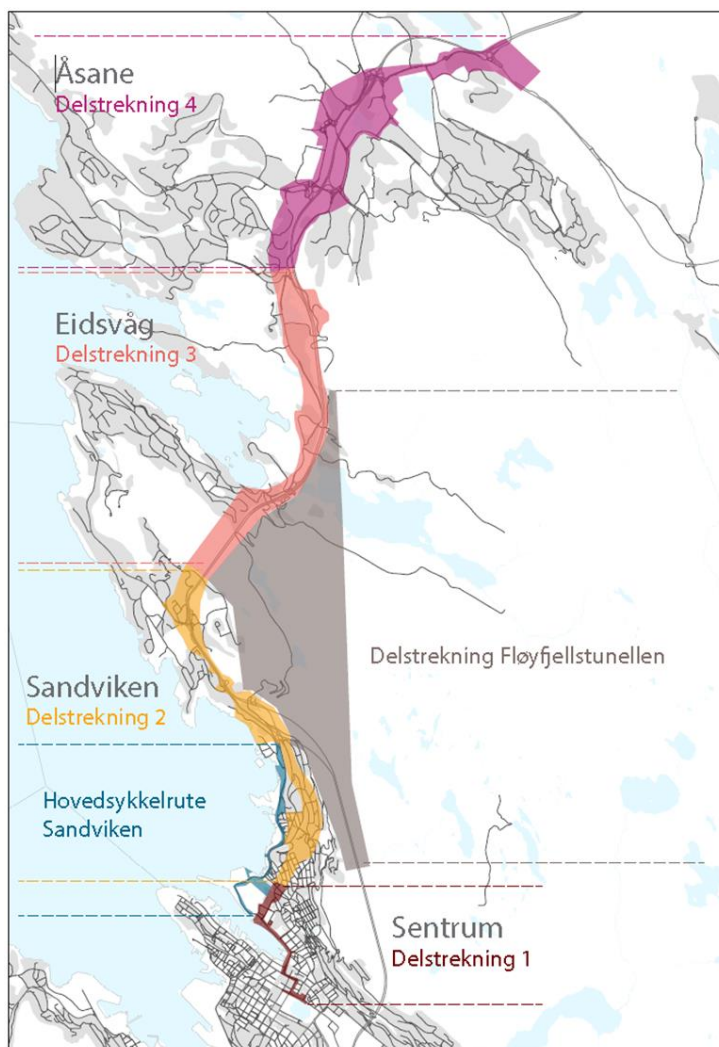 Åsane
Delstrekning 4
Eidsvåg
Delstrekning 3
Delstrekning Fløyfjellstunellen
Sandviken
Delstrekning 2
Hovedsykkelrute
Sandviken
Sentrum
Delstrekning 1